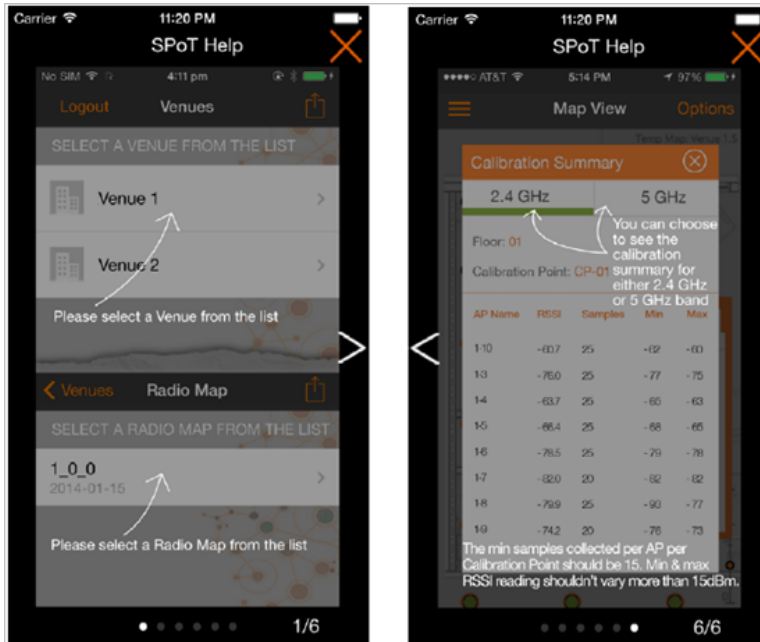 Carrier 11:20 PM
SPoT Help
No SIM 4:11 pm
Logout Venues
SELECT A VENUE FROM THE LIST
Venue 1
Venue 2
Please select a Venue from the list
Venues Radio Map
SELECT A RADIO MAP FROM THE LIST
1_0_0
2014-01-15
Please select a Radio Map from the list
1/6
Carrier 11:20 PM
SPoT Help
AT&T 5:14 PM 97%
Map View Options
Temp Map: Venue 1.5
Calibration Summary
2.4 GHz 5 GHz
You can choose
to see the
calibration
summary for
either 2.4 GHz
or 5 GHz band
Floor: 01
Calibration Point: CP-01
AP Name RSSI Samples Min Max
1-10 -60.7 25 -62 -60
1-3 -76.0 25 -77 -75
1-4 -63.7 25 -65 -63
1-5 -66.4 25 -68 -65
1-6 -78.5 25 -79 -78
1-7 -82.0 20 -82 -82
1-8 -79.9 25 -90 -77
1-9 -74.2 20 -76 -73
The min samples collected per AP per
Calibration Point should be 15. Min & max
RSSI reading shouldn't vary more than 15dBm.
6/6